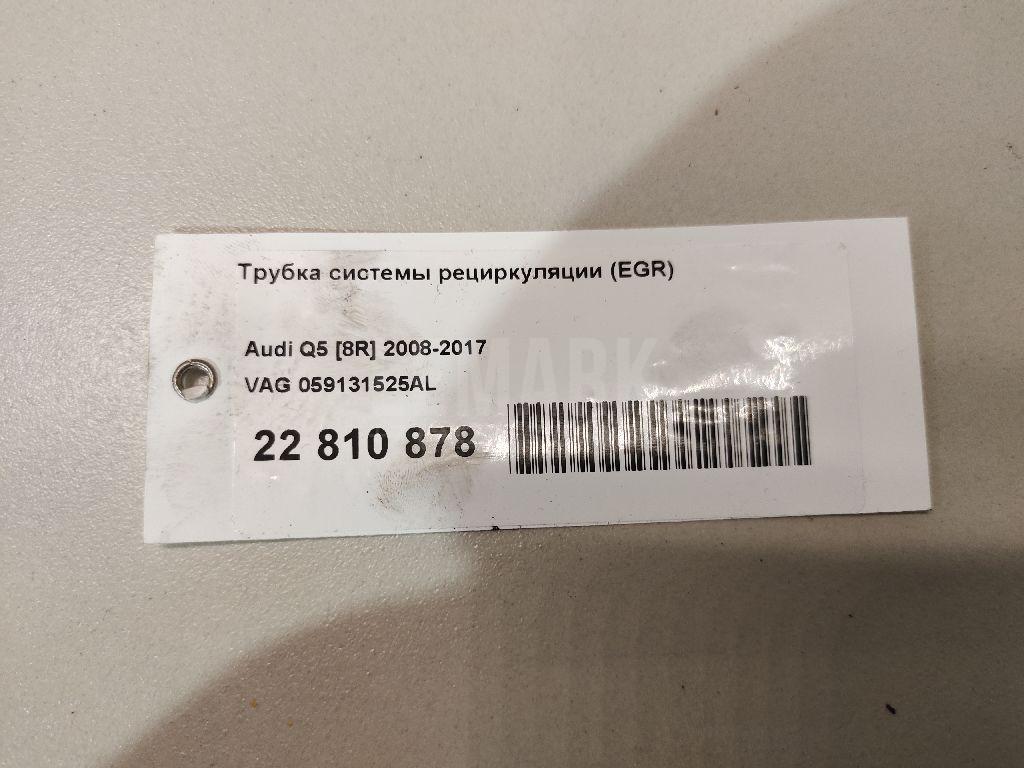 Трубка системы рециркуляции (EGR)
Audi Q5 [8R] 2008-2017
VAG 059131525AL
22 810 878